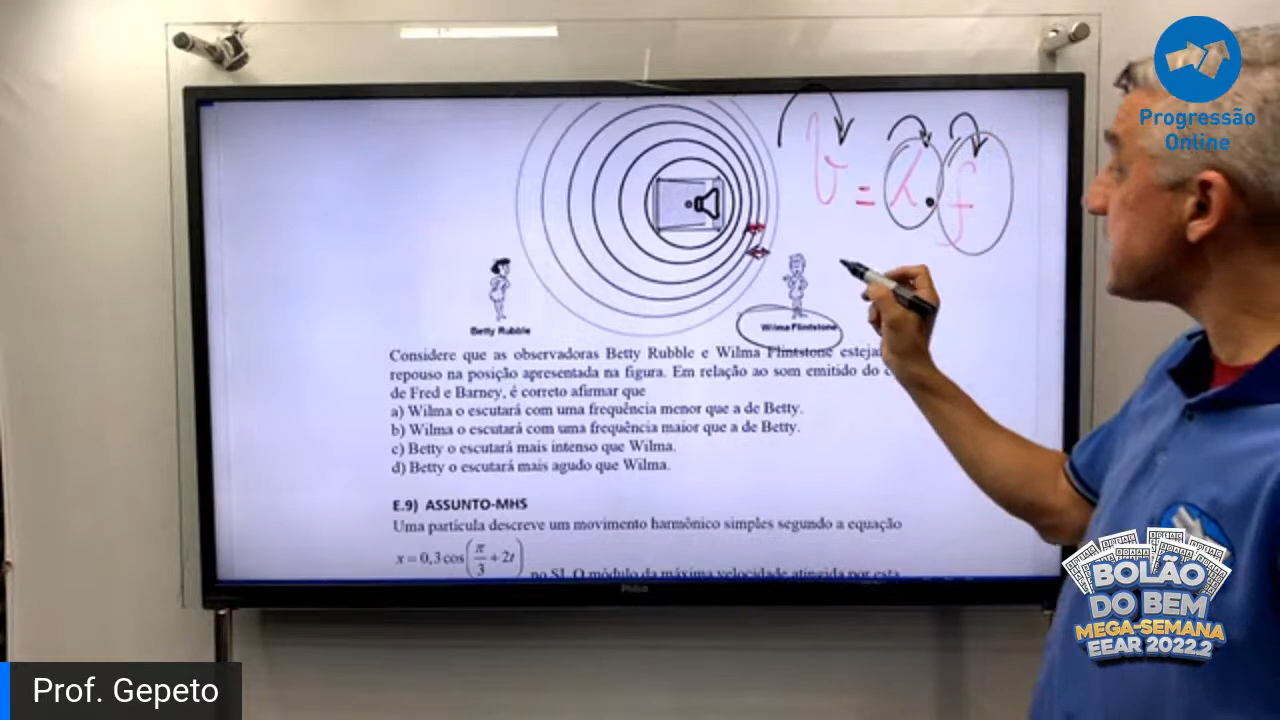 Progressão
Online
v = λ . f
Betty Rubble
Wilma Flintstone
Considere que as observadoras Betty Rubble e Wilma Flintstone estejam
repouso na posição apresentada na figura. Em relação ao som emitido do
de Fred e Barney, é correto afirmar que
a) Wilma o escutará com uma frequência menor que a de Betty.
b) Wilma o escutará com uma frequência maior que a de Betty.
c) Betty o escutará mais intenso que Wilma.
d) Betty o escutará mais agudo que Wilma.
E.9) ASSUNTO-MHS
Uma partícula descreve um movimento harmônico simples segundo a equação
x = 0,3 cos(π/3 + 2t)
no SI. O módulo da máxima velocidade atingida por esta
Philco
BOLÃO
DO BEM
MEGA-SEMANA
EEAR 2022.2
Prof. Gepeto